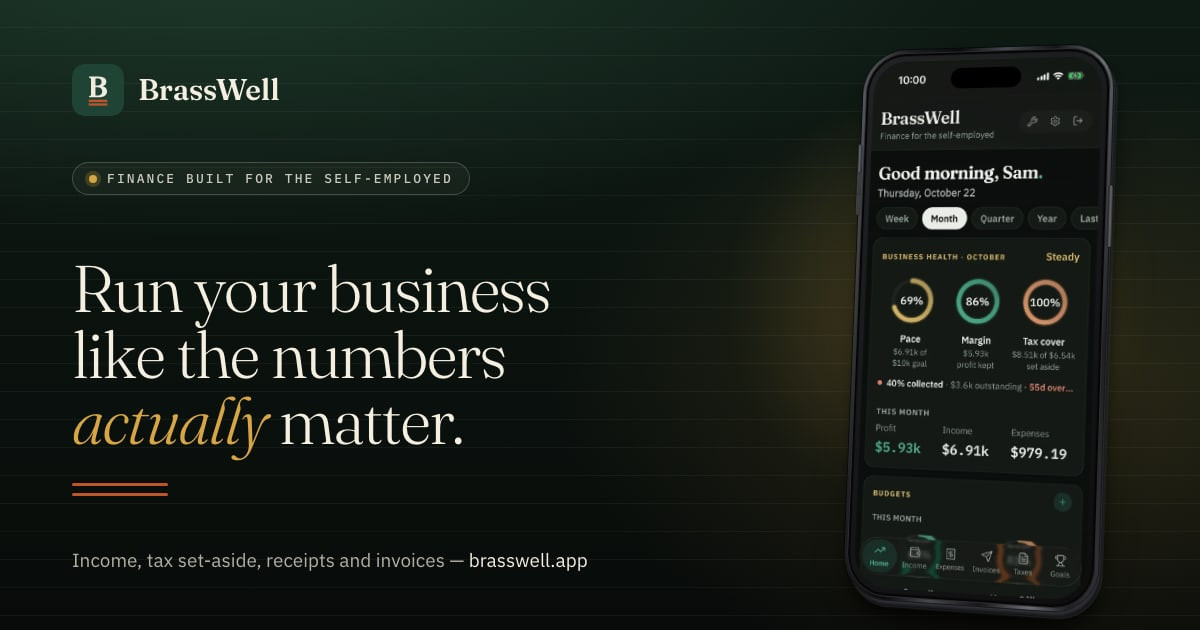 B
BrassWell
FINANCE BUILT FOR THE SELF-EMPLOYED
Run your business
like the numbers
actually matter.
Income, tax set-aside, receipts and invoices — brasswell.app
10:00
BrassWell
Finance for the self-employed
Good morning, Sam.
Thursday, October 22
Week Month Quarter Year Last
BUSINESS HEALTH · OCTOBER Steady
69% 86% 100%
Pace Margin Tax cover
$6.91k of $5.93k $8.51k of $6.54k
$10k goal profit kept set aside
40% collected · $3.6k outstanding · 55d over...
THIS MONTH
Profit Income Expenses
$5.93k $6.91k $979.19
BUDGETS +
THIS MONTH
Home Income Expenses Invoices Taxes Goals